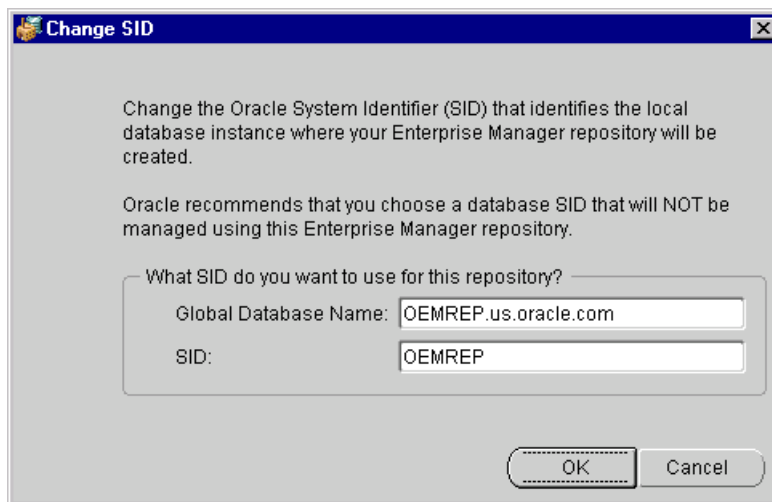 Change SID
Change the Oracle System Identifier (SID) that identifies the local
database instance where your Enterprise Manager repository will be
created.
Oracle recommends that you choose a database SID that will NOT be
managed using this Enterprise Manager repository.
What SID do you want to use for this repository?
Global Database Name: OEMREP.us.oracle.com
SID: OEMREP
OK Cancel